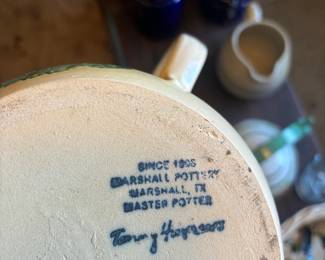 SINCE 1895
MARSHALL POTTERY
MARSHALL, TX
MASTER POTTER